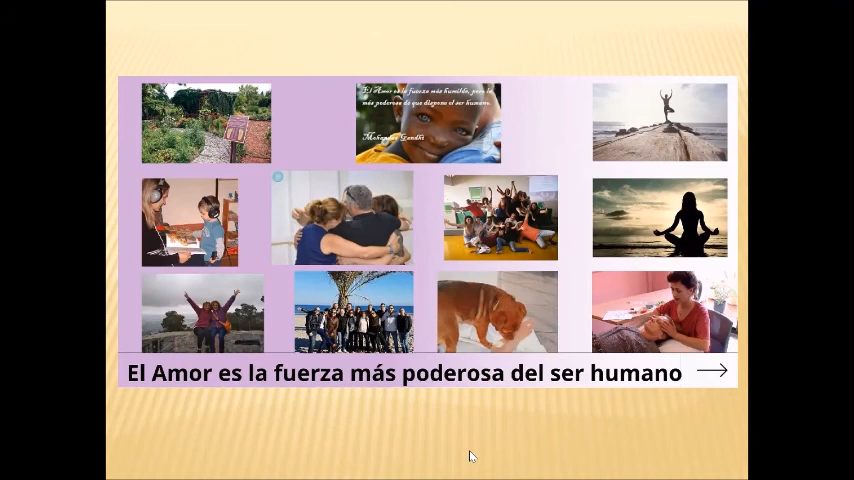 El Amor es la fuerza más humilde, pero la
más poderosa de que dispone el ser humano.
Mohandas Gandhi
El Amor es la fuerza más poderosa del ser humano